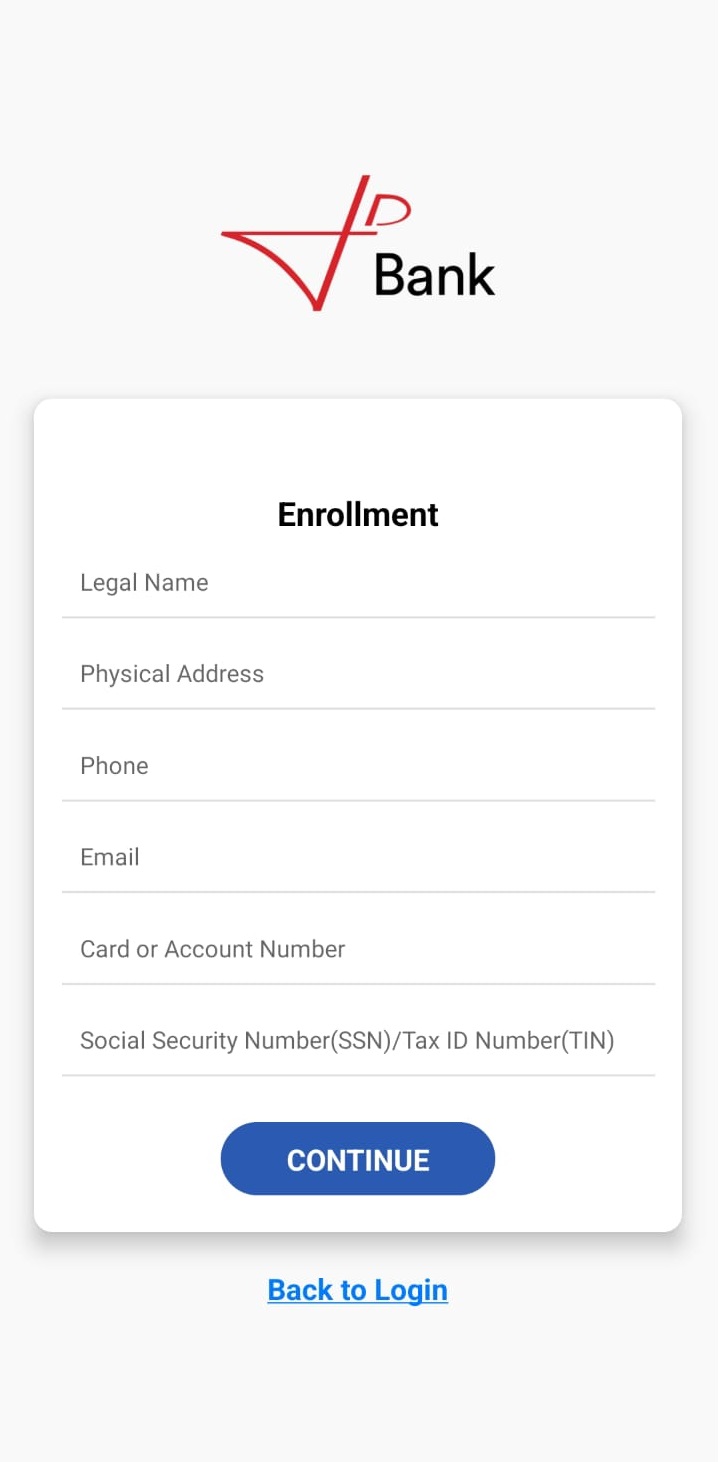 D
Bank
Enrollment
Legal Name
Physical Address
Phone
Email
Card or Account Number
Social Security Number(SSN)/Tax ID Number(TIN)
CONTINUE
Back to Login